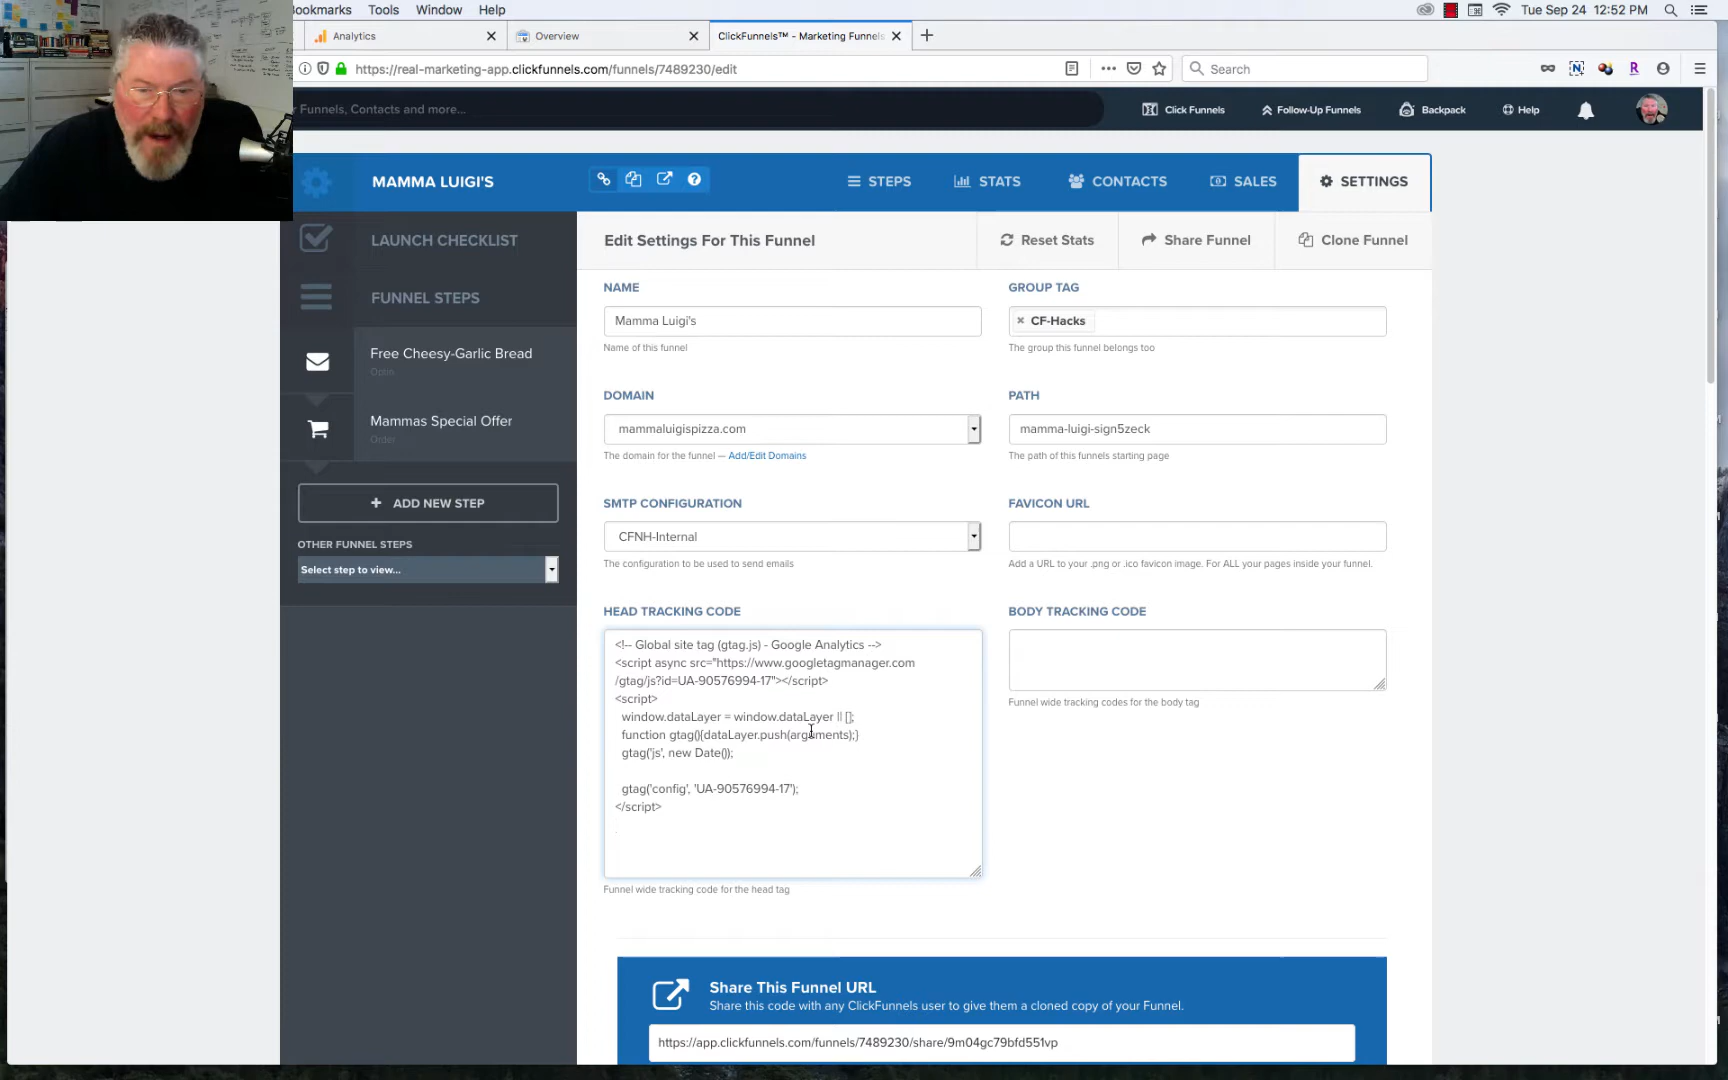 ookmarks Tools Window Help
Tue Sep 24 12:52 PM
Analytics
Overview
ClickFunnels™ - Marketing Funnels
https://real-marketing-app.clickfunnels.com/funnels/7489230/edit
Search
r Funnels, Contacts and more...
Click Funnels
Follow-Up Funnels
Backpack
Help
MAMMA LUIGI'S
STEPS
STATS
CONTACTS
SALES
SETTINGS
LAUNCH CHECKLIST
FUNNEL STEPS
Free Cheesy-Garlic Bread
Optin
Mammas Special Offer
Order
+ ADD NEW STEP
OTHER FUNNEL STEPS
Select step to view...
Edit Settings For This Funnel
Reset Stats
Share Funnel
Clone Funnel
NAME
Mamma Luigi's
Name of this funnel
GROUP TAG
× CF-Hacks
The group this funnel belongs too
DOMAIN
mammaluigispizza.com
The domain for the funnel — Add/Edit Domains
PATH
mamma-luigi-sign5zeck
The path of this funnels starting page
SMTP CONFIGURATION
CFNH-Internal
The configuration to be used to send emails
FAVICON URL
Add a URL to your .png or .ico favicon image. For ALL your pages inside your funnel.
HEAD TRACKING CODE
<!-- Global site tag (gtag.js) - Google Analytics -->
<script async src="https://www.googletagmanager.com
/gtag/js?id=UA-90576994-17"></script>
<script>
window.dataLayer = window.dataLayer || [];
function gtag(){dataLayer.push(arguments);}
gtag('js', new Date());
gtag('config', 'UA-90576994-17');
</script>
Funnel wide tracking code for the head tag
BODY TRACKING CODE
Funnel wide tracking codes for the body tag
Share This Funnel URL
Share this code with any ClickFunnels user to give them a cloned copy of your Funnel.
https://app.clickfunnels.com/funnels/7489230/share/9m04gc79bfd551vp